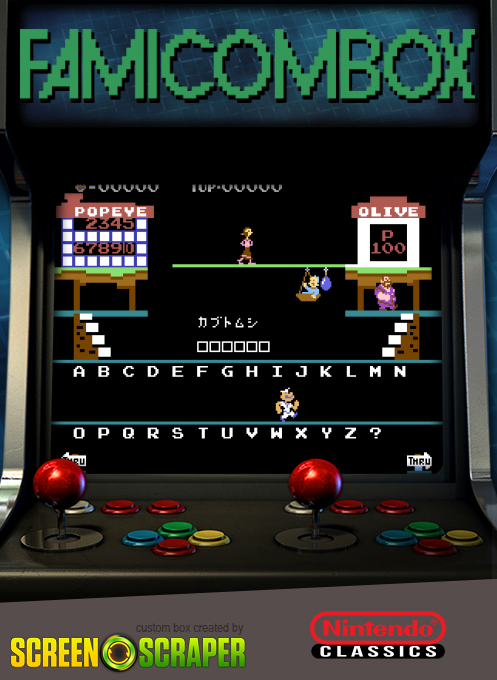 FAMICOMBOX
-00000 TOP-00000
POPEYE OLIVE
2345 P
678910 100
カブトムシ
□□□□□□
A B C D E F G H I J K L M N
O P Q R S T U V W X Y Z ?
THRU THRU
custom box created by
SCREEN SCRAPER
Nintendo®
CLASSICS